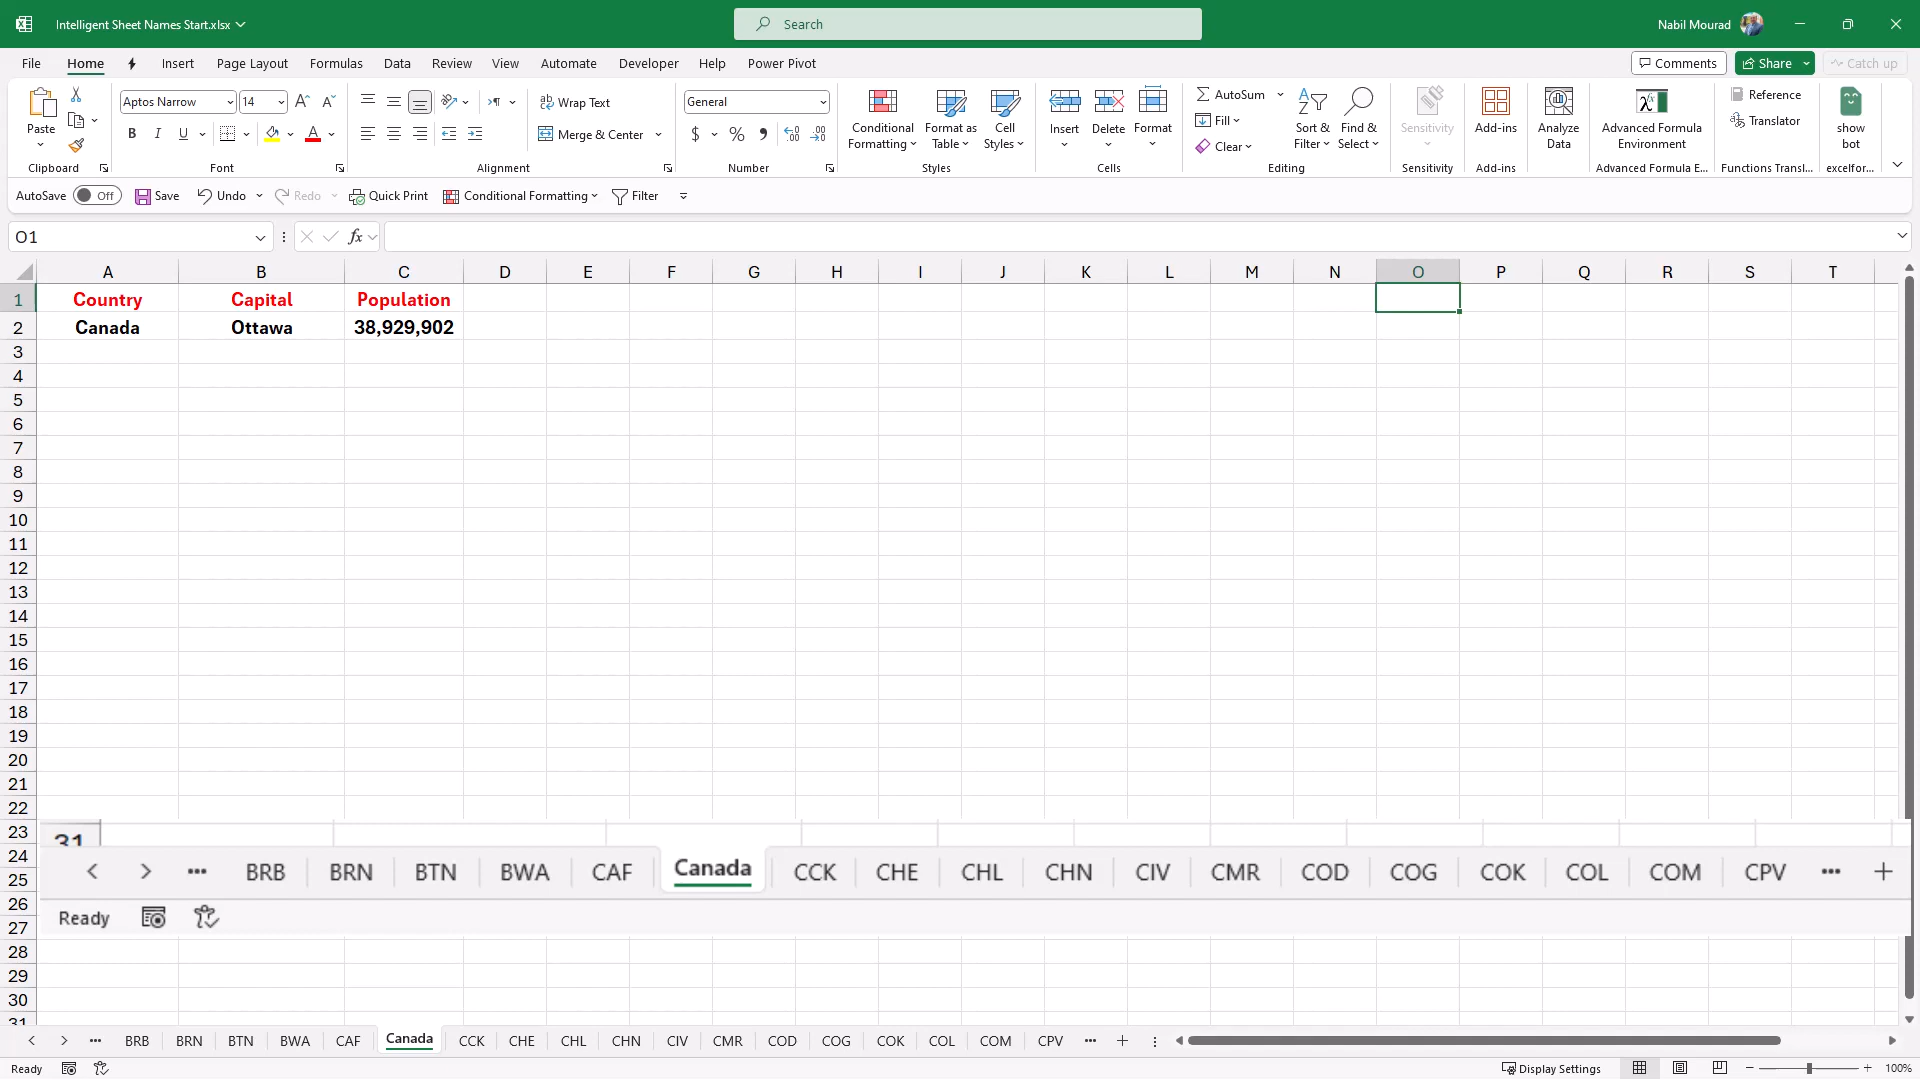 Intelligent Sheet Names Start.xlsx
Search
Nabil Mourad
File Home Insert Page Layout Formulas Data Review View Automate Developer Help Power Pivot
Comments Share Catch up
Paste
Clipboard
Aptos Narrow 14
B I U A
Font
Wrap Text
Merge & Center
Alignment
General
$ % 9
Number
Conditional Formatting
Format as Table
Cell Styles
Styles
Insert Delete Format
Cells
AutoSum
Fill
Clear
Sort & Filter
Find & Select
Editing
Sensitivity
Sensitivity
Add-ins
Add-ins
Analyze Data
Advanced Formula Environment
Advanced Formula E...
Reference
Translator
Functions Transl...
show bot
excelfor...
AutoSave Off Save Undo Redo Quick Print Conditional Formatting Filter
O1 fx
A B C D E F G H I J K L M N O P Q R S T
1 Country Capital Population
2 Canada Ottawa 38,929,902
3
4
5
6
7
8
9
10
11
12
13
14
15
16
17
18
19
20
21
22
23
31
24
25 BRB BRN BTN BWA CAF Canada CCK CHE CHL CHN CIV CMR COD COG COK COL COM CPV
26
27 Ready
28
29
30
31
BRB BRN BTN BWA CAF Canada CCK CHE CHL CHN CIV CMR COD COG COK COL COM CPV
Ready Display Settings 100%